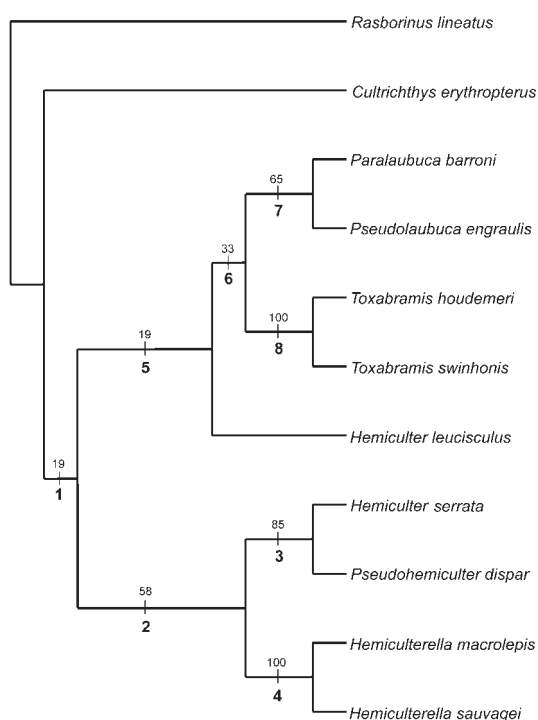 Rasborinus lineatus
Cultrichthys erythropterus
Paralaubuca barroni
65
7
Pseudolaubuca engraulis
33
6
Toxabramis houdemeri
100
8
19
5
Toxabramis swinhonis
Hemiculter leucisculus
19
1
Hemiculter serrata
85
3
Pseudohemiculter dispar
58
2
Hemiculterella macrolepis
100
4
Hemiculterella sauvagei